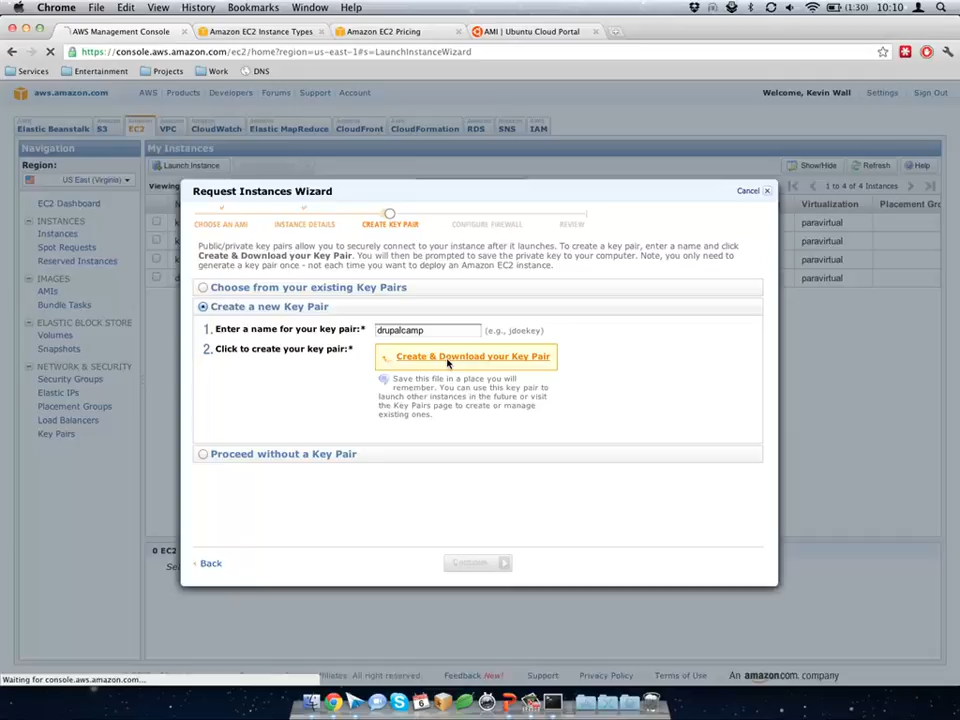 Chrome File Edit View History Bookmarks Window Help (1:30) 10:10
AWS Management Console Amazon EC2 Instance Types Amazon EC2 Pricing AMI | Ubuntu Cloud Portal
https://console.aws.amazon.com/ec2/home?region=us-east-1#s=LaunchInstanceWizard
Services Entertainment Projects Work DNS
aws.amazon.com AWS Products Developers Forums Support Account Welcome, Kevin Wall Settings Sign Out
Elastic Beanstalk S3 EC2 VPC CloudWatch Elastic MapReduce CloudFront CloudFormation RDS SNS IAM
Navigation My Instances
Region: Launch Instance Show/Hide Refresh Help
US East (Virginia) Viewing 1 to 4 of 4 Instances
EC2 Dashboard Virtualization Placement Gro
INSTANCES
Instances
Spot Requests
Reserved Instances
IMAGES
AMIs
Bundle Tasks
ELASTIC BLOCK STORE
Volumes
Snapshots
NETWORK & SECURITY
Security Groups
Elastic IPs
Placement Groups
Load Balancers
Key Pairs
paravirtual
paravirtual
paravirtual
paravirtual
Request Instances Wizard Cancel
CHOOSE AN AMI INSTANCE DETAILS CREATE KEY PAIR CONFIGURE FIREWALL REVIEW
Public/private key pairs allow you to securely connect to your instance after it launches. To create a key pair, enter a name and click
Create & Download your Key Pair. You will then be prompted to save the private key to your computer. Note, you only need to
generate a key pair once - not each time you want to deploy an Amazon EC2 instance.
Choose from your existing Key Pairs
Create a new Key Pair
1. Enter a name for your key pair:* drupalcamp (e.g., jdoekey)
2. Click to create your key pair:* Create & Download your Key Pair
Save this file in a place you will
remember. You can use this key pair to
launch other instances in the future or visit
the Key Pairs page to create or manage
existing ones.
Proceed without a Key Pair
0 EC2
Back Continue
Waiting for console.aws.amazon.com... Feedback New! Support Privacy Policy Terms of Use An amazon.com company